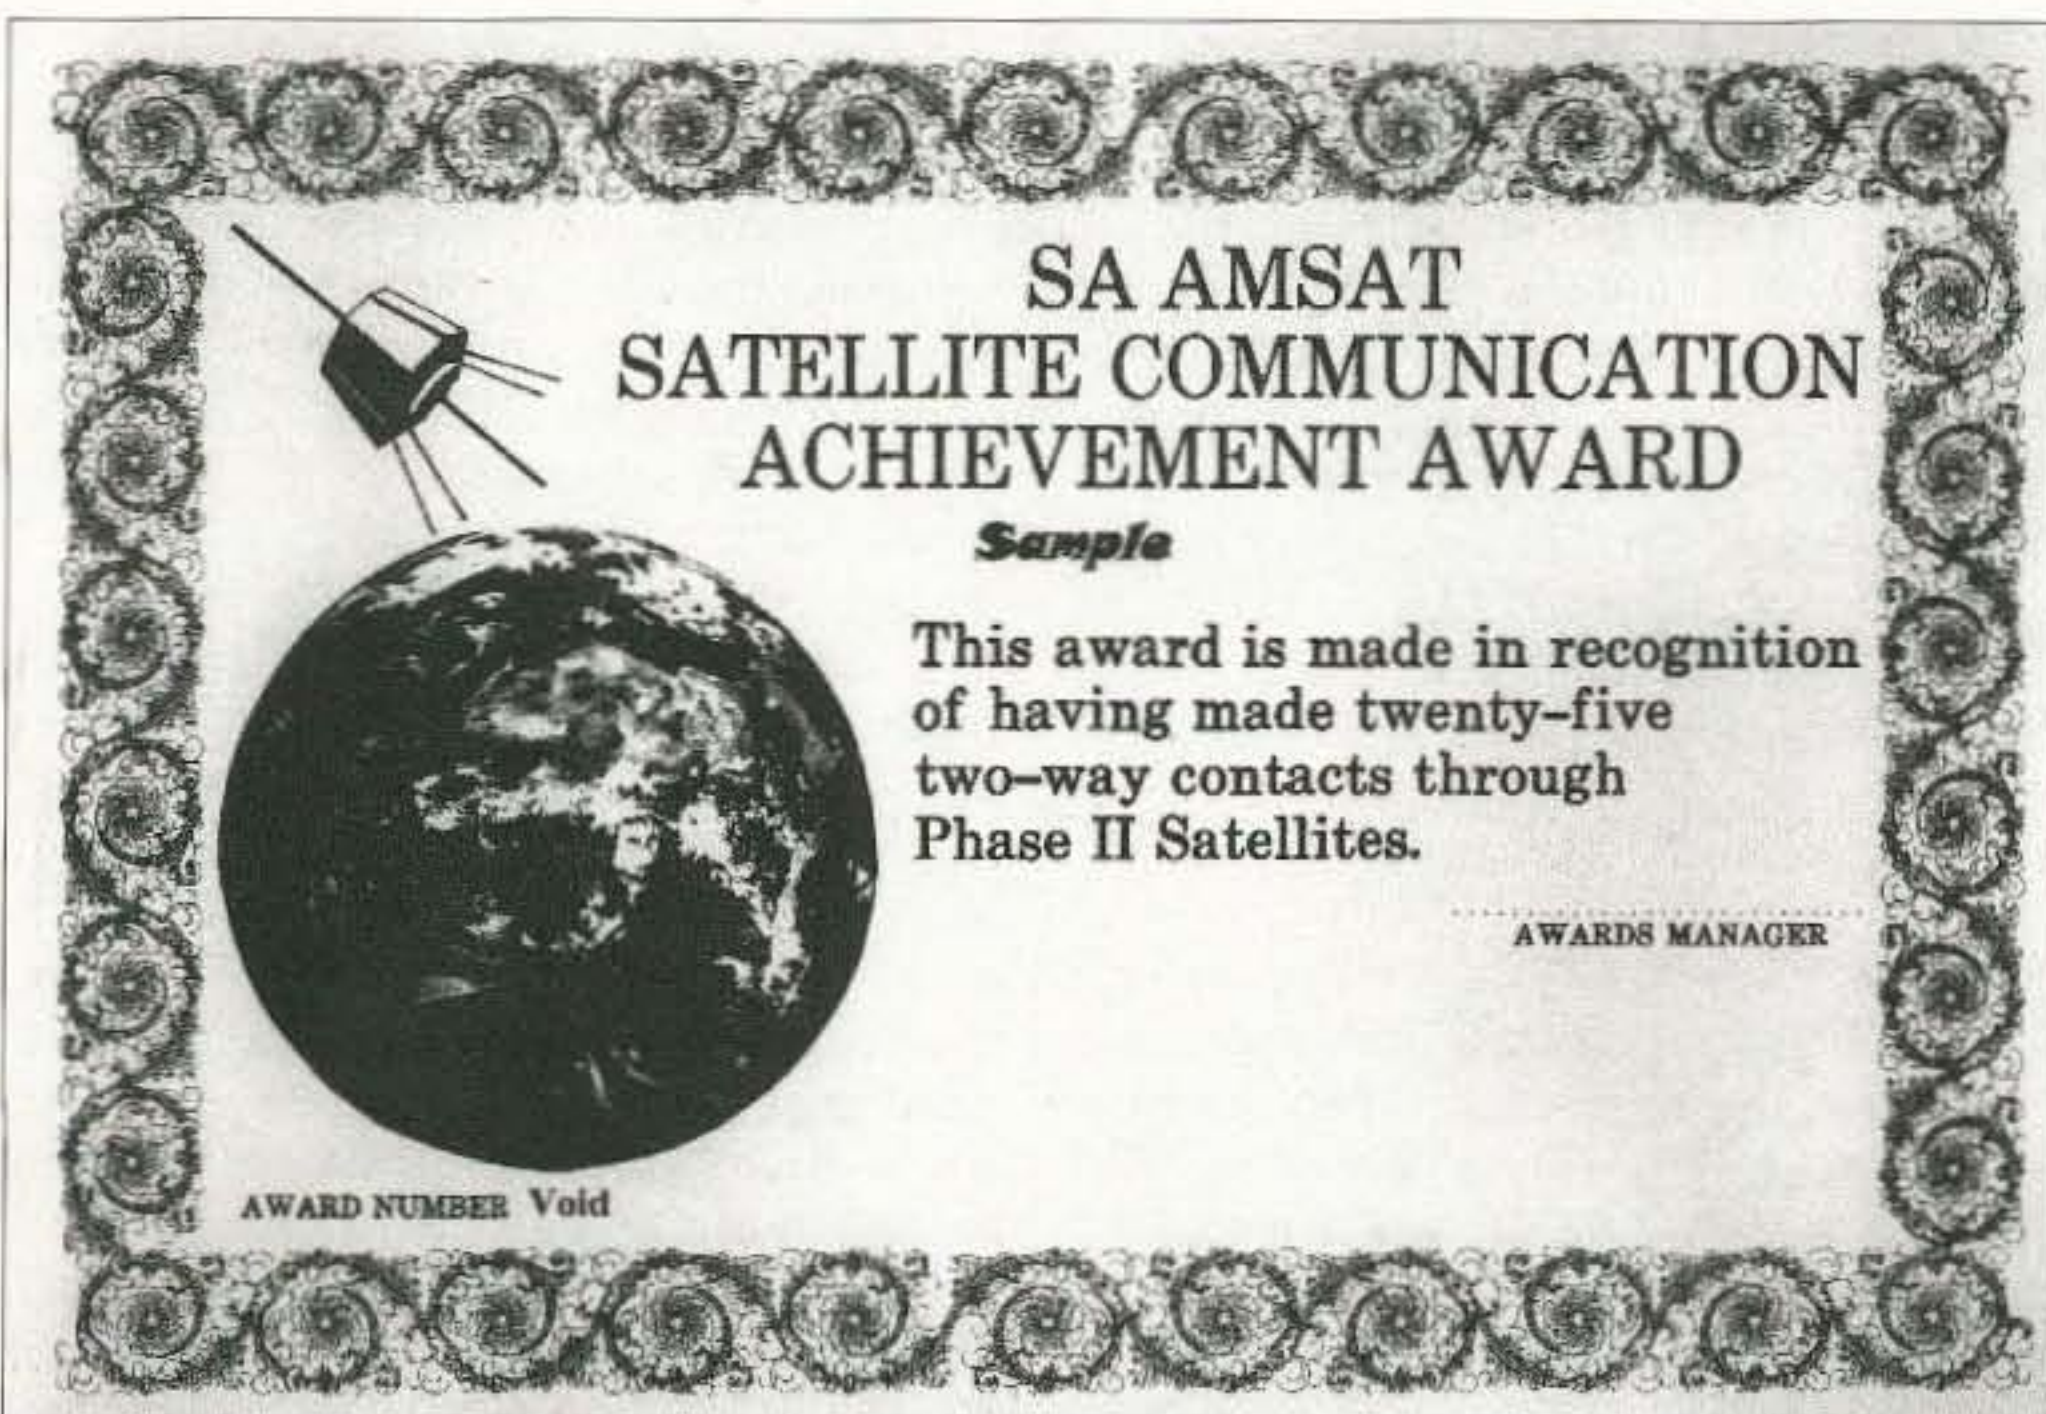 SA AMSAT
SATELLITE COMMUNICATION
ACHIEVEMENT AWARD
Sample
This award is made in recognition
of having made twenty-five
two-way contacts through
Phase II Satellites.
AWARDS MANAGER
AWARD NUMBER Void